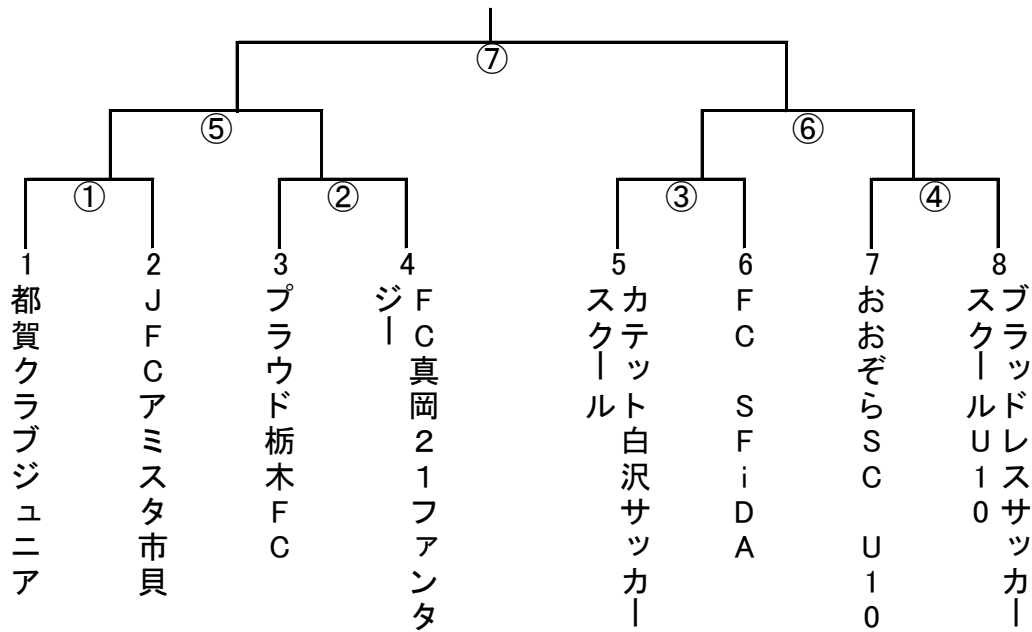 ⑦
⑤
⑥
①
②
③
④
1
都賀クラブジュニア
2
JFCアミスタ市貝
3
プラウド栃木FC
4
FC真岡21ファンタ
ジー
5
カテット白沢サッカー
スクール
6
FC SFiDA
7
おおぞらSC U10
8
ブラッドレスサッカー
スクールU10